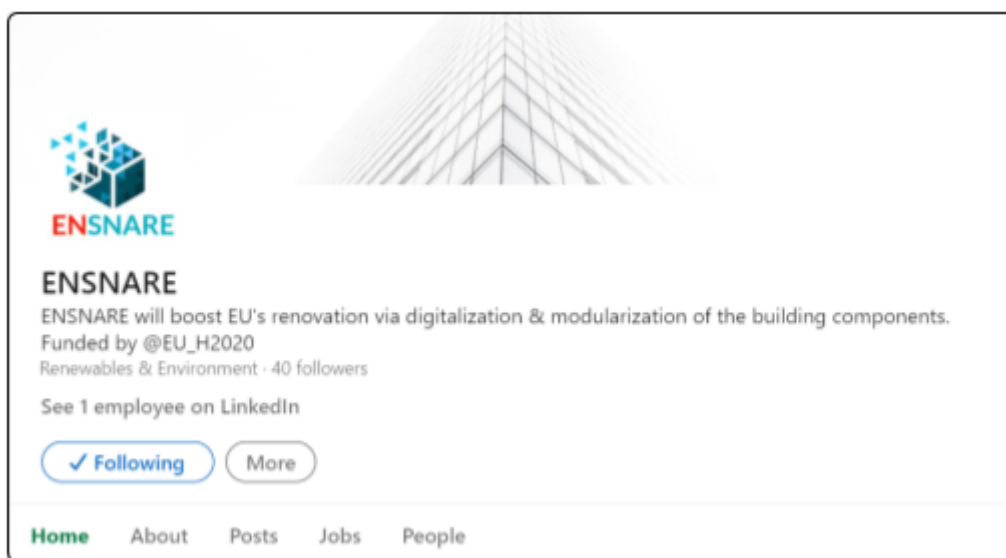 ENSNARE
ENSNARE
ENSNARE will boost EU's renovation via digitalization & modularization of the building components.
Funded by @EU_H2020
Renewables & Environment · 40 followers
See 1 employee on LinkedIn
✓ Following More
Home About Posts Jobs People